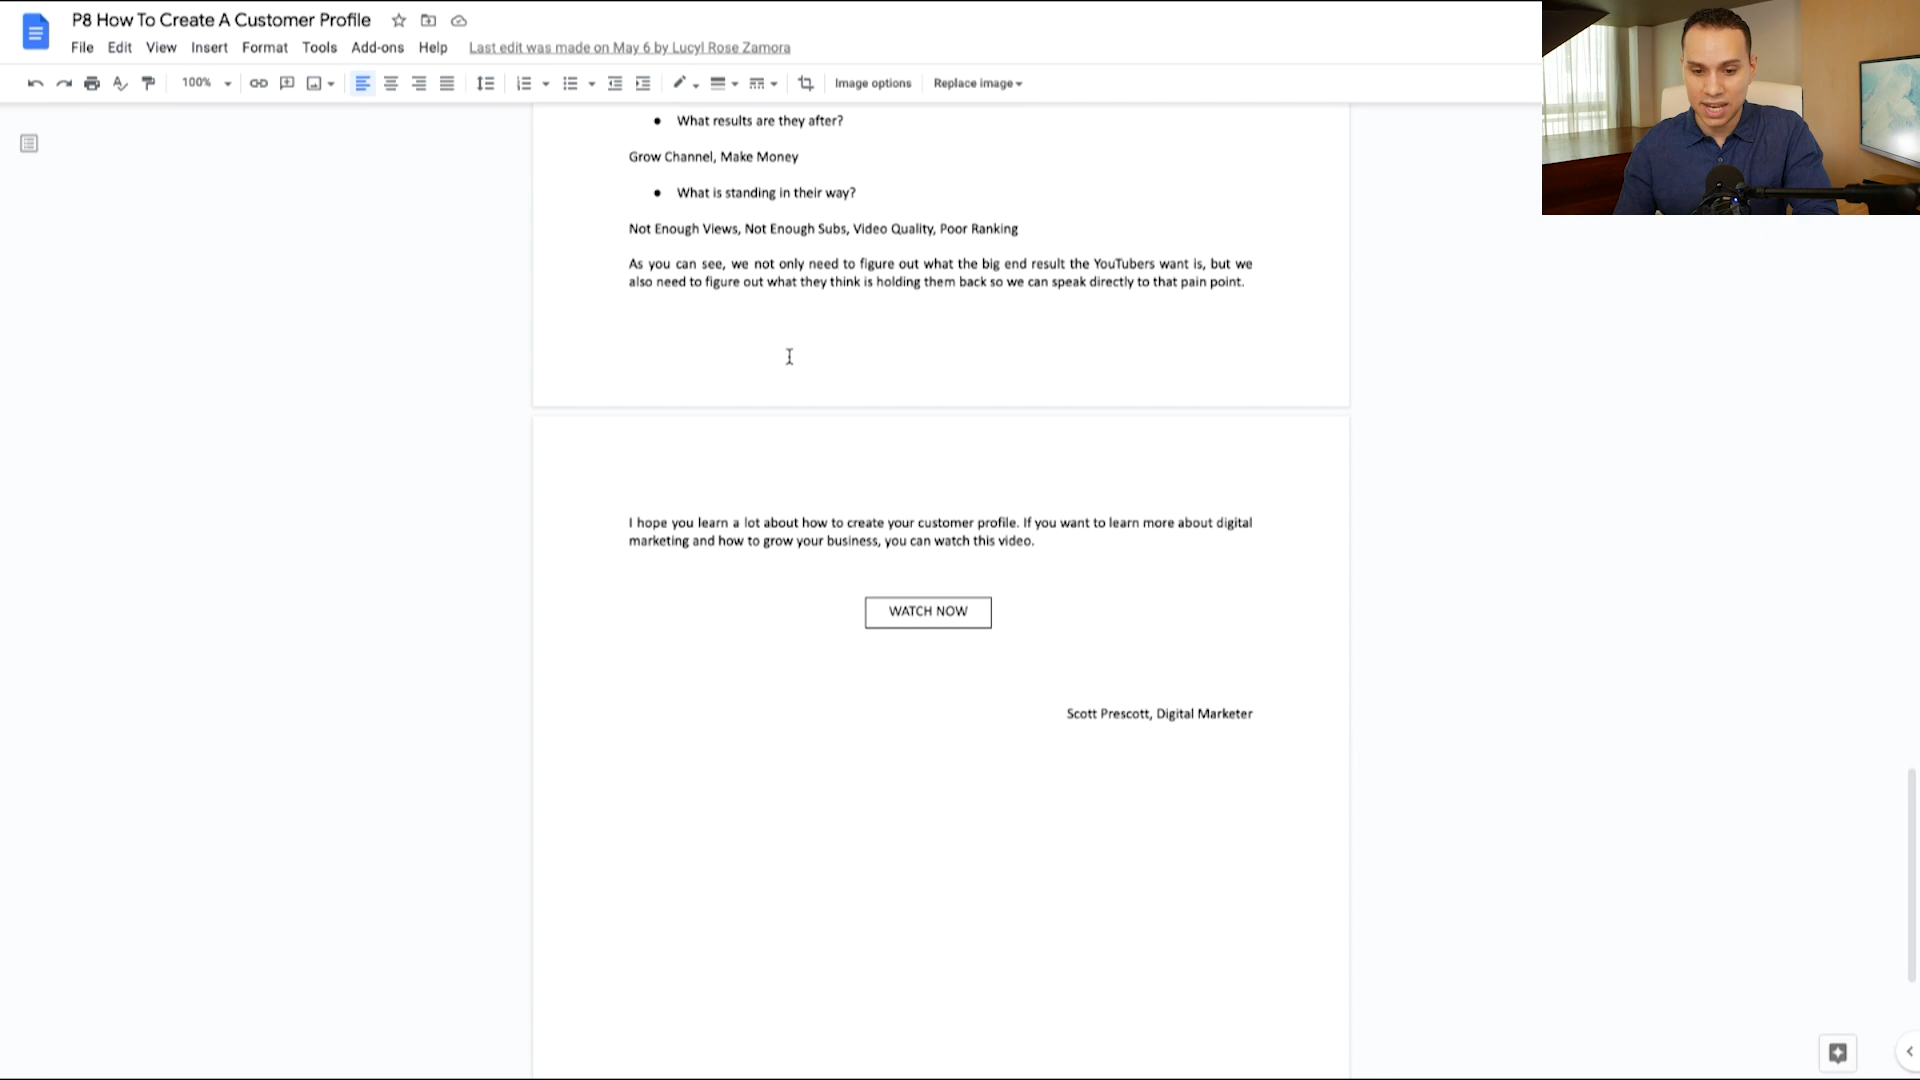 P8 How To Create A Customer Profile
File Edit View Insert Format Tools Add-ons Help Last edit was made on May 6 by Lucyl Rose Zamora
100% Image options Replace image
• What results are they after?
Grow Channel, Make Money
• What is standing in their way?
Not Enough Views, Not Enough Subs, Video Quality, Poor Ranking
As you can see, we not only need to figure out what the big end result the YouTubers want is, but we
also need to figure out what they think is holding them back so we can speak directly to that pain point.
I hope you learn a lot about how to create your customer profile. If you want to learn more about digital
marketing and how to grow your business, you can watch this video.
WATCH NOW
Scott Prescott, Digital Marketer